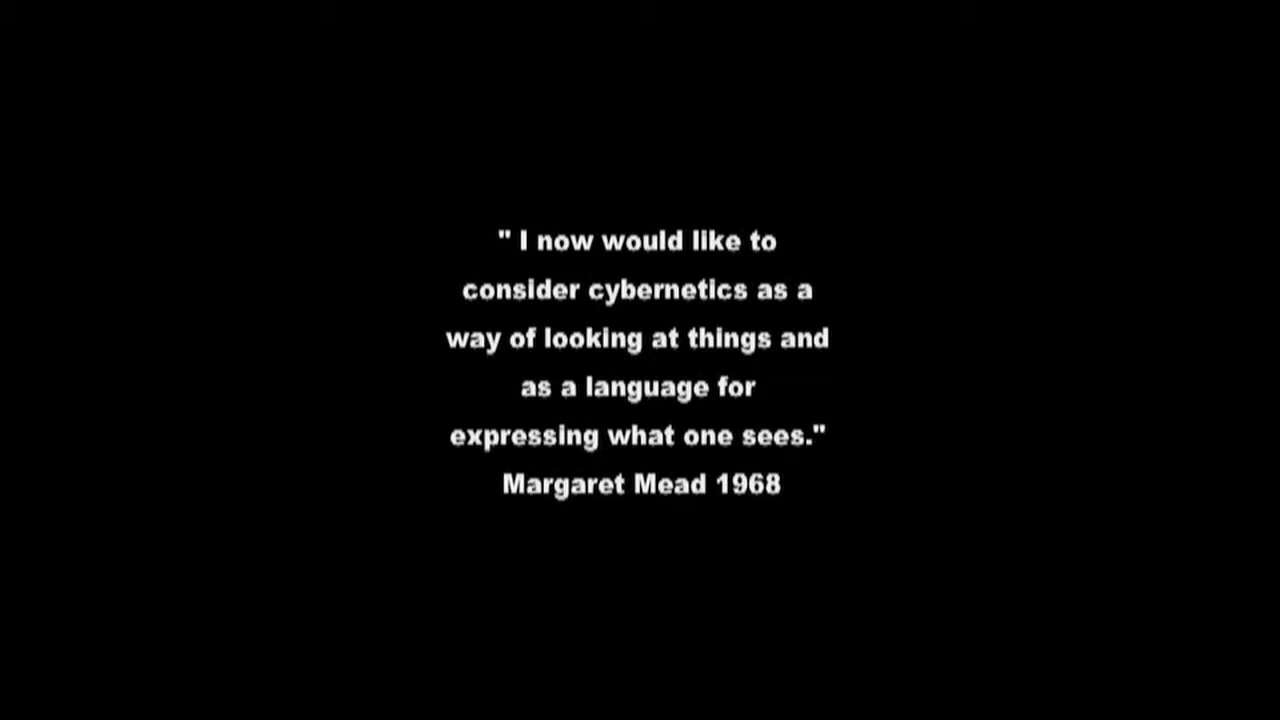 " I now would like to
consider cybernetics as a
way of looking at things and
as a language for
expressing what one sees."
Margaret Mead 1968